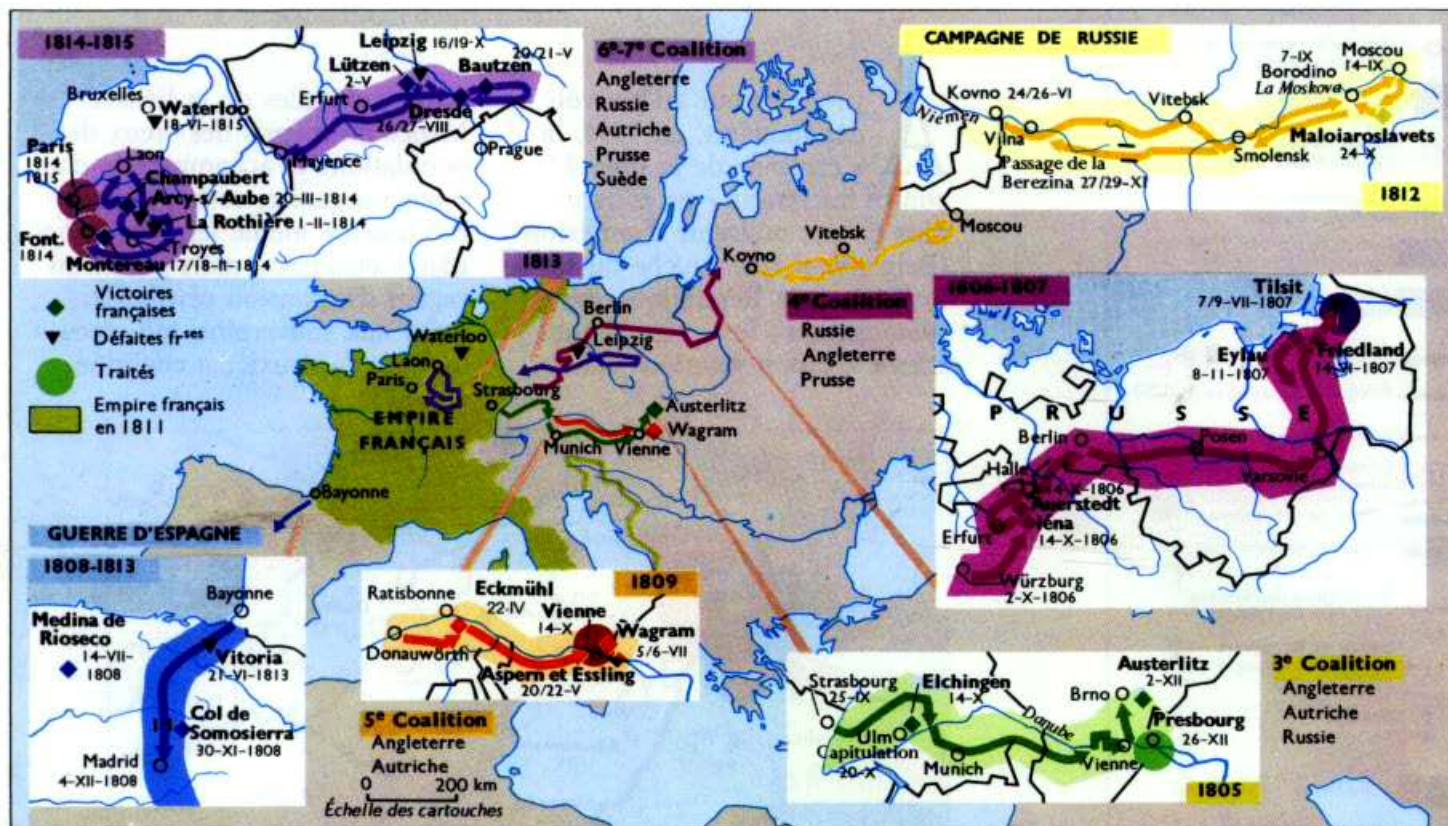 1814-1815
Leipzig 16/19-X
20/21-V
Lützen
2-V
Bautzen
Bruxelles
Erfurt
Waterloo
18-VI-1815
Dresde
26/27-VIII
Paris
1814
1815
Laon
Mayence
Prague
Champaubert
Arcy-s/-Aube 20-III-1814
La Rothière 1-II-1814
Font.
1814
Troyes
Montereau 17/18-II-1814
1813
6e-7e Coalition
Angleterre
Russie
Autriche
Prusse
Suède
CAMPAGNE DE RUSSIE
7-IX
Moscou
14-IX
Borodino
La Moskova
Kovno 24/26-VI
Vitebsk
Niémen
Vilna
Maloiaroslavets
24-X
Smolensk
Passage de la
Berezina 27/29-XI
1812
Victoires
françaises
Défaites frses
Traités
Empire français
en 1811
Moscou
Vitebsk
Kovno
Berlin
Leipzig
Waterloo
Laon
Paris
Strasbourg
EMPIRE
FRANÇAIS
Austerlitz
Wagram
Munich
Vienne
Bayonne
4e Coalition
Russie
Angleterre
Prusse
1806-1807
Tilsit
7/9-VII-1807
Eylau
8-11-1807
Friedland
14-VI-1807
PRUSSE
Berlin
Posen
Varsovie
Halle
14-X-1806
Auerstedt
Iéna
14-X-1806
Erfurt
Würzburg
2-X-1806
GUERRE D'ESPAGNE
1808-1813
Bayonne
Medina de
Rioseco
14-VII-
1808
Vitoria
21-VI-1813
Col de
Somosierra
30-XI-1808
Madrid
4-XII-1808
1809
Ratisbonne
Eckmühl
22-IV
Vienne
14-X
Wagram
5/6-VII
Donauwörth
Aspern et Essling
20/22-V
5e Coalition
Angleterre
Autriche
0 200 km
Échelle des cartouches
Strasbourg
25-IX
Elchingen
14-X
Austerlitz
2-XII
Brno
Danube
Presbourg
26-XII
Ulm
Capitulation
20-X
Munich
Vienne
1805
3e Coalition
Angleterre
Autriche
Russie